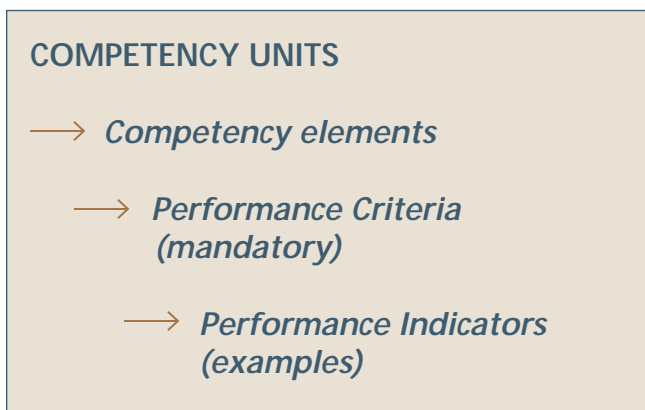 COMPETENCY UNITS
Competency elements
Performance Criteria
(mandatory)
Performance Indicators
(examples)